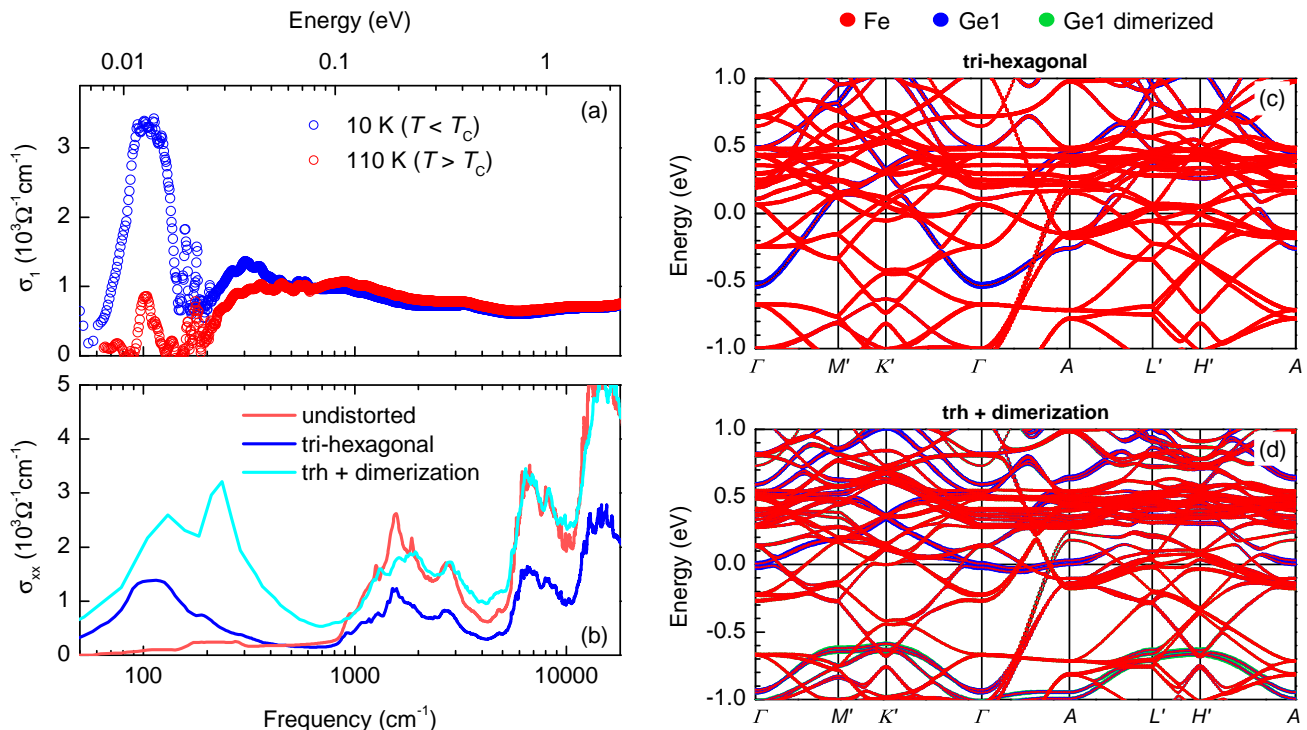 Energy (eV)
0.01 0.1 1
(a)
10 K (T < T_C)
110 K (T > T_C)
3
2
1
0
σ₁ (10³Ω⁻¹cm⁻¹)
undistorted
tri-hexagonal
trh + dimerization
(b)
5
4
3
2
1
0
σₓₓ (10³Ω⁻¹cm⁻¹)
100 1000 10000
Frequency (cm⁻¹)
Fe Ge1 Ge1 dimerized
tri-hexagonal
(c)
1.0
0.5
0.0
-0.5
-1.0
Energy (eV)
Γ M' K' Γ A L' H' A
trh + dimerization
(d)
1.0
0.5
0.0
-0.5
-1.0
Energy (eV)
Γ M' K' Γ A L' H' A